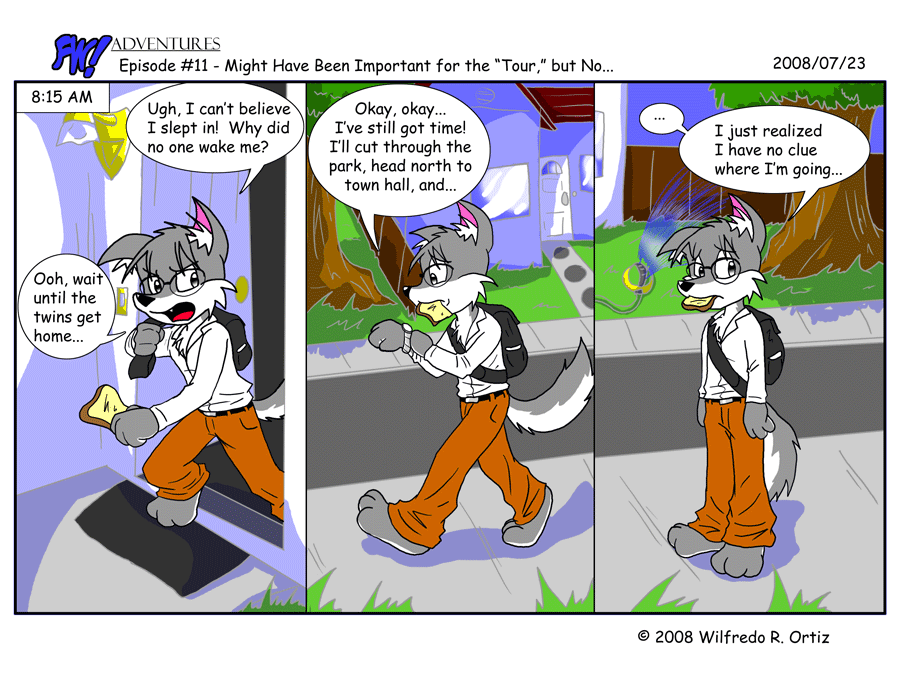 FW!
ADVENTURES
Episode #11 - Might Have Been Important for the “Tour,” but No...
2008/07/23
8:15 AM
Ugh, I can’t believe
I slept in!  Why did
no one wake me?
Ooh, wait
until the
twins get
home...
Okay, okay...
I’ve still got time!
I’ll cut through the
park, head north to
town hall, and...
...
I just realized
I have no clue
where I’m going...
© 2008 Wilfredo R. Ortiz